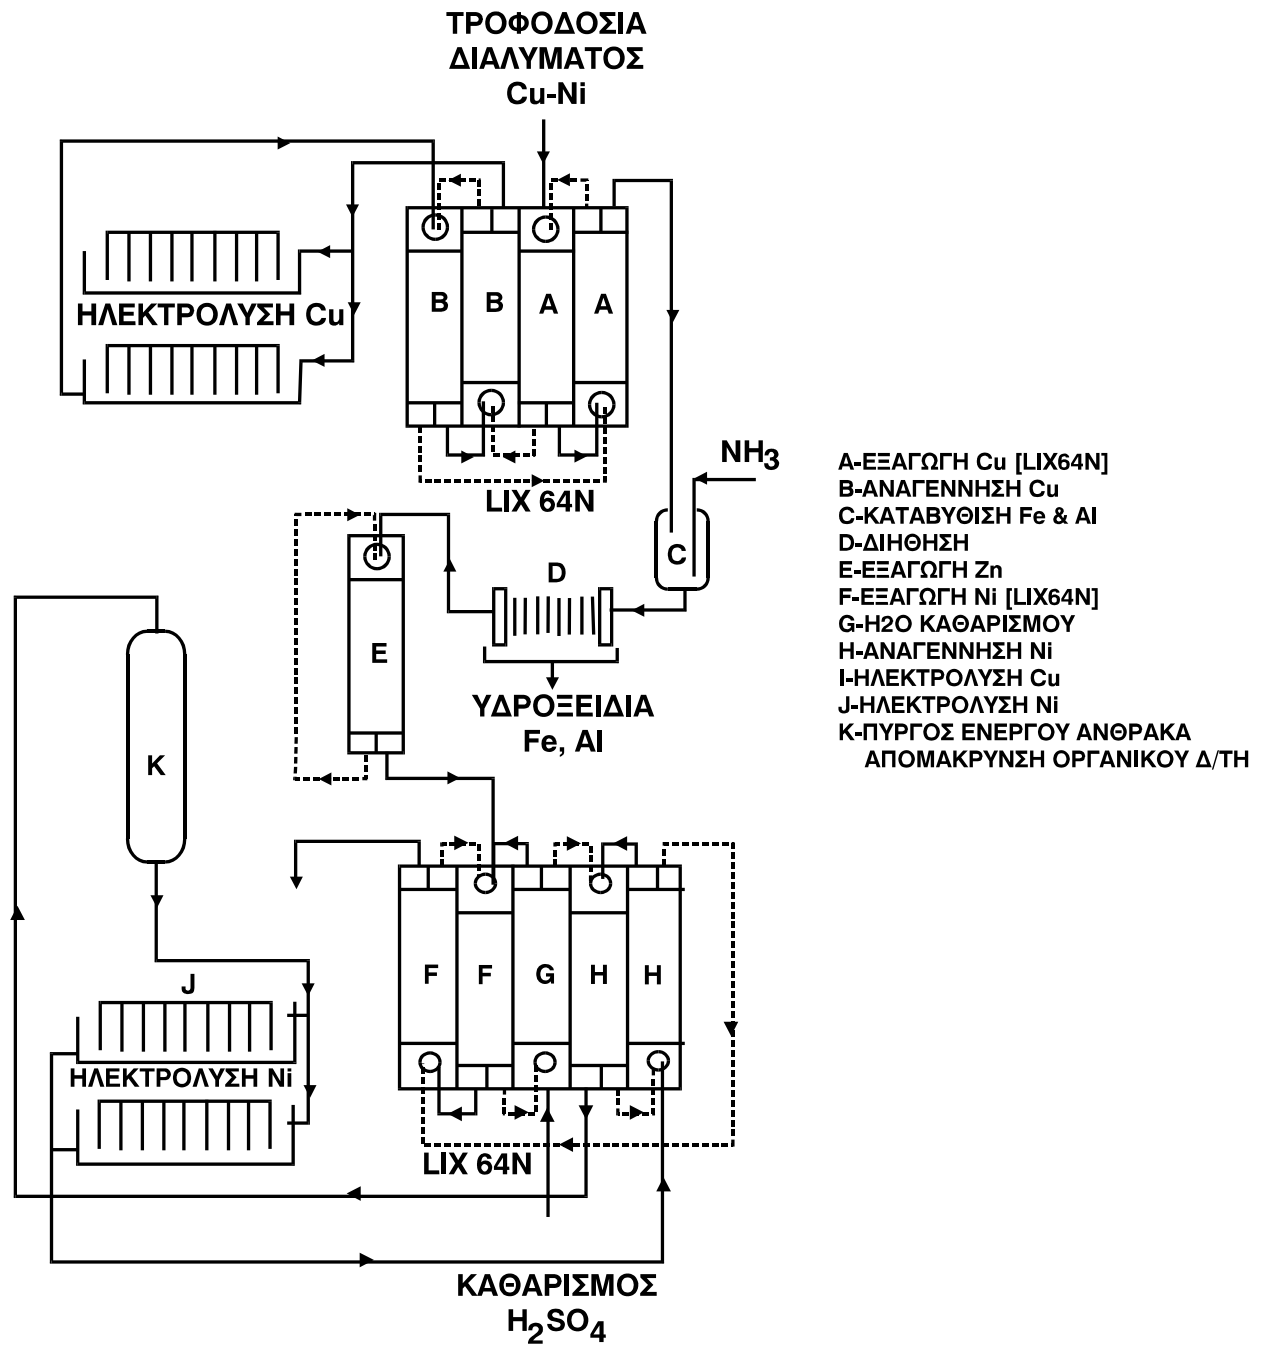 ΤΡΟΦΟΔΟΣΙΑ
ΔΙΑΛΥΜΑΤΟΣ
Cu-Ni
ΗΛΕΚΤΡΟΛΥΣΗ Cu
B
B
A
A
LIX 64N
NH3
C
D
ΥΔΡΟΞΕΙΔΙΑ
Fe, Al
E
K
A-ΕΞΑΓΩΓΗ Cu [LIX64N]
B-ΑΝΑΓΕΝΝΗΣΗ Cu
C-ΚΑΤΑΒΥΘΙΣΗ Fe & Al
D-ΔΙΗΘΗΣΗ
E-ΕΞΑΓΩΓΗ Zn
F-ΕΞΑΓΩΓΗ Ni [LIX64N]
G-H2O ΚΑΘΑΡΙΣΜΟΥ
H-ΑΝΑΓΕΝΝΗΣΗ Ni
I-ΗΛΕΚΤΡΟΛΥΣΗ Cu
J-ΗΛΕΚΤΡΟΛΥΣΗ Ni
K-ΠΥΡΓΟΣ ΕΝΕΡΓΟΥ ΑΝΘΡΑΚΑ
ΑΠΟΜΑΚΡΥΝΣΗ ΟΡΓΑΝΙΚΟΥ Δ/ΤΗ
F
F
G
H
H
J
ΗΛΕΚΤΡΟΛΥΣΗ Ni
LIX 64N
ΚΑΘΑΡΙΣΜΟΣ
H2SO4